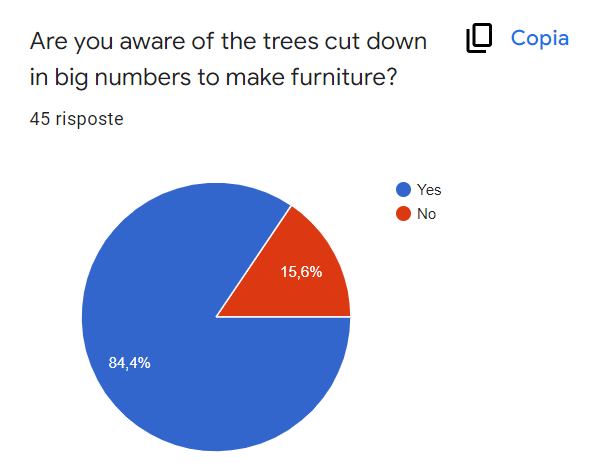 Are you aware of the trees cut down
in big numbers to make furniture?
Copia
45 risposte
Yes
No
15,6%
84,4%